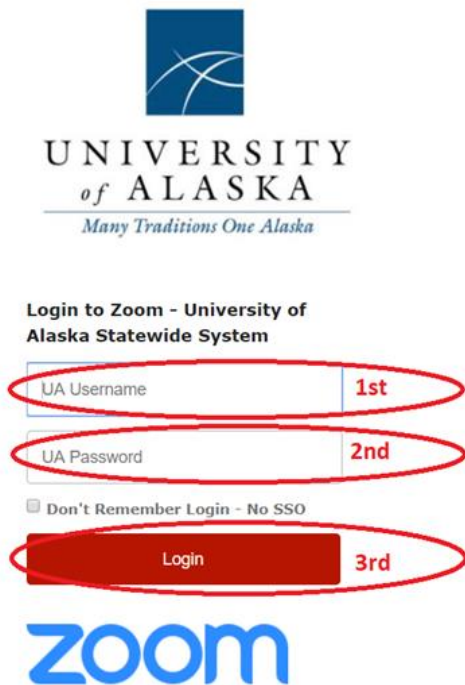 UNIVERSITY
of ALASKA
Many Traditions One Alaska
Login to Zoom - University of
Alaska Statewide System
UA Username 1st
UA Password 2nd
Don't Remember Login - No SSO
Login 3rd
zoom